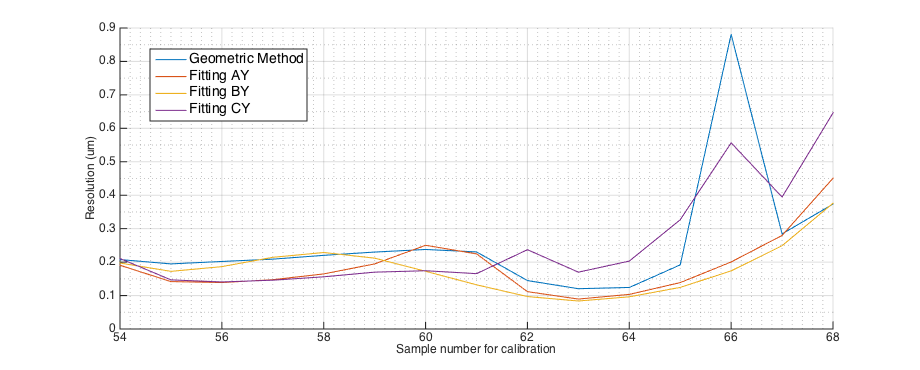 0.9
0.8
0.7
0.6
0.5
0.4
0.3
0.2
0.1
0
Resolution (um)
Geometric Method
Fitting AY
Fitting BY
Fitting CY
54 56 58 60 62 64 66 68
Sample number for calibration